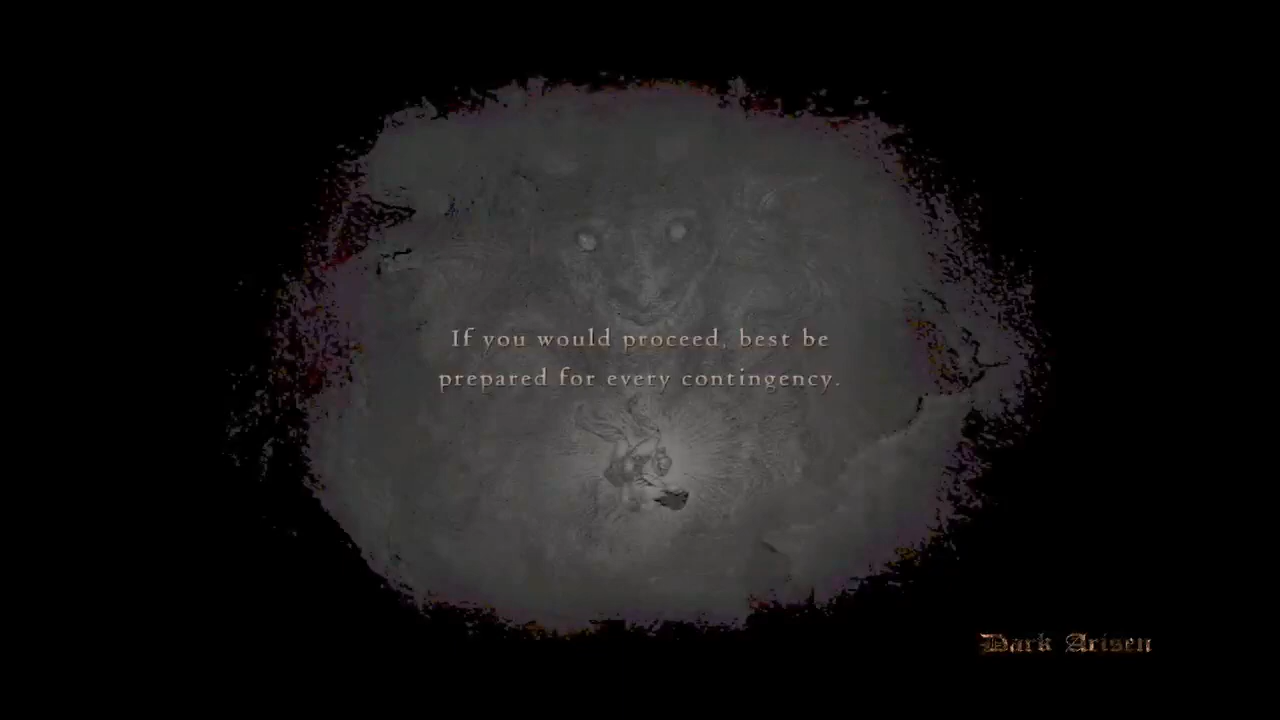 If you would proceed, best be
prepared for every contingency.
Dark Arisen